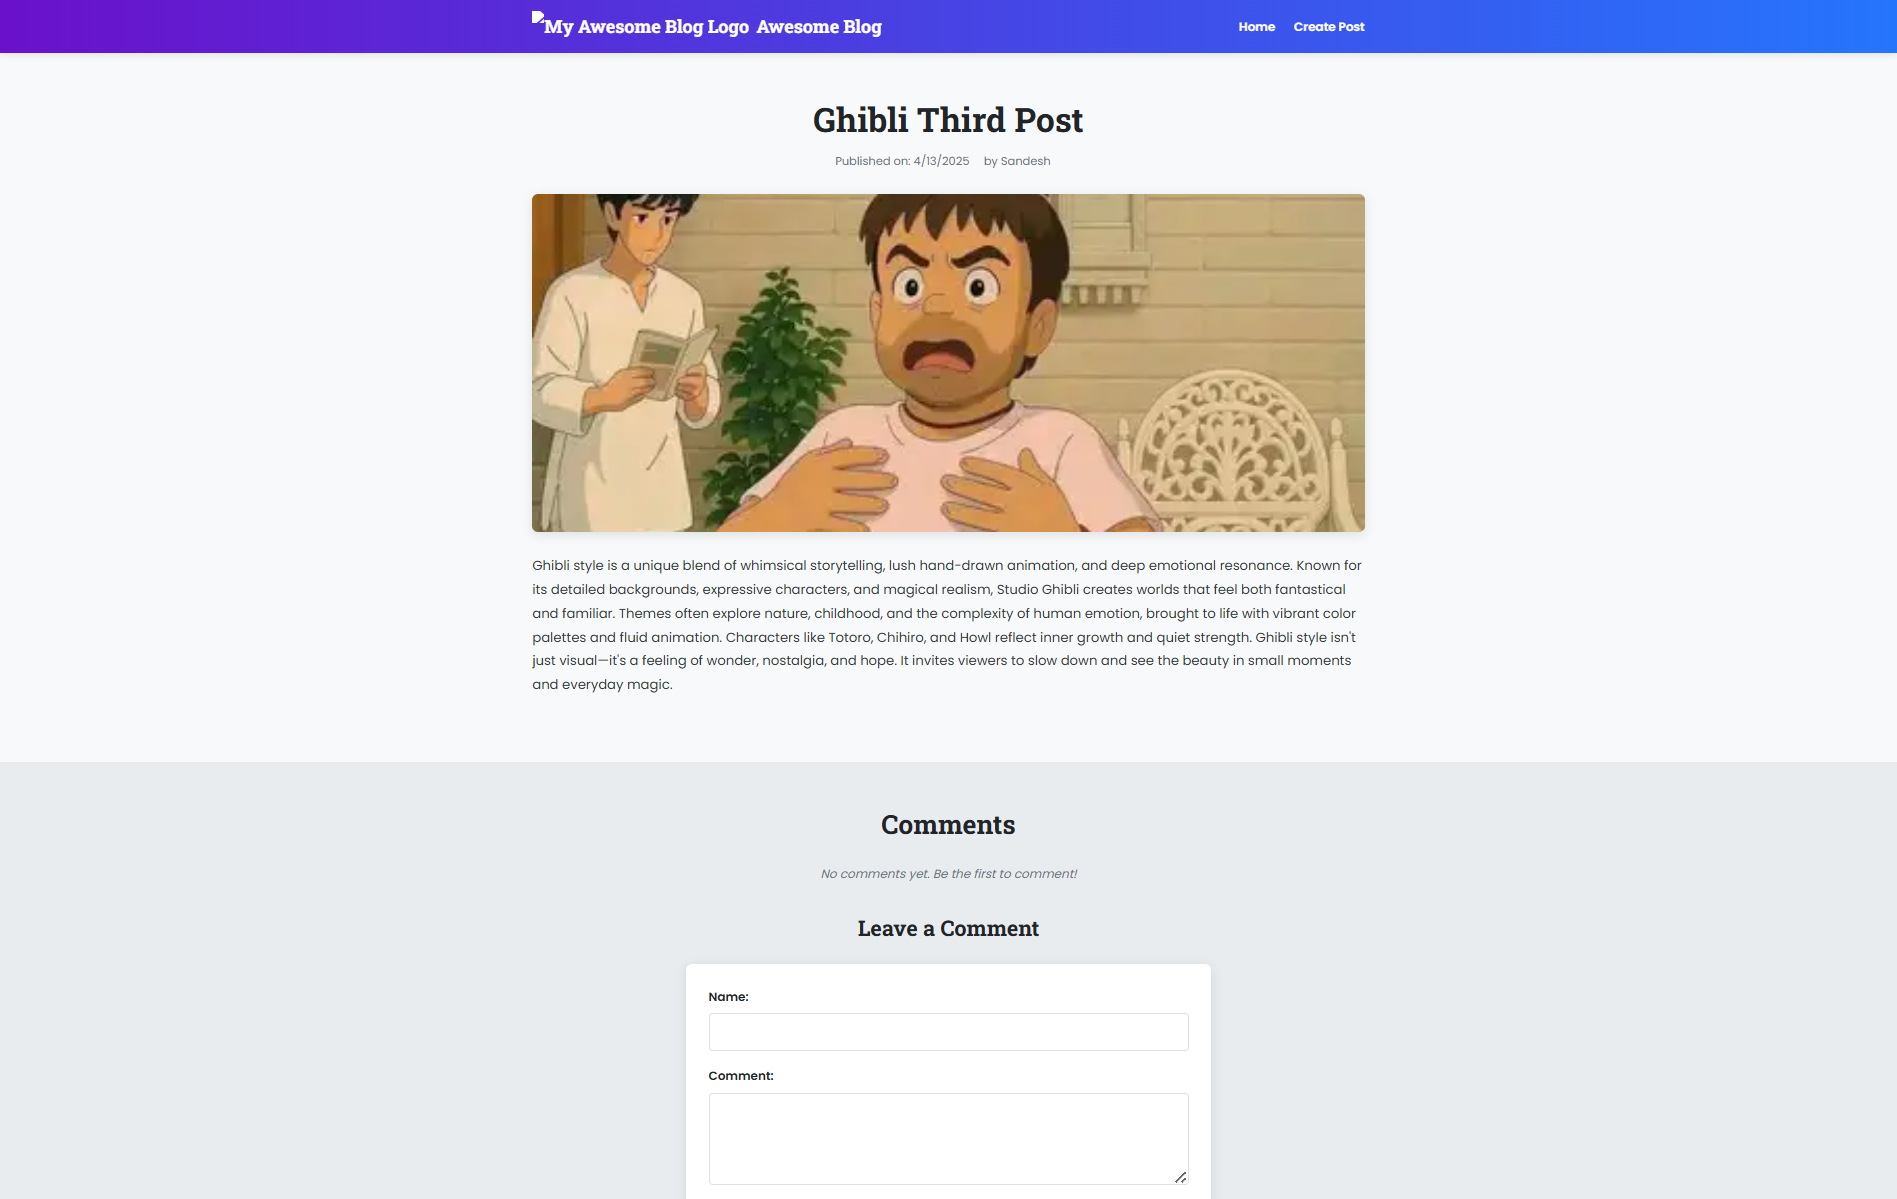 My Awesome Blog Logo Awesome Blog
Home Create Post
Ghibli Third Post
Published on: 4/13/2025 by Sandesh
Ghibli style is a unique blend of whimsical storytelling, lush hand-drawn animation, and deep emotional resonance. Known for
its detailed backgrounds, expressive characters, and magical realism, Studio Ghibli creates worlds that feel both fantastical
and familiar. Themes often explore nature, childhood, and the complexity of human emotion, brought to life with vibrant color
palettes and fluid animation. Characters like Totoro, Chihiro, and Howl reflect inner growth and quiet strength. Ghibli style isn't
just visual—it's a feeling of wonder, nostalgia, and hope. It invites viewers to slow down and see the beauty in small moments
and everyday magic.
Comments
No comments yet. Be the first to comment!
Leave a Comment
Name:
Comment: